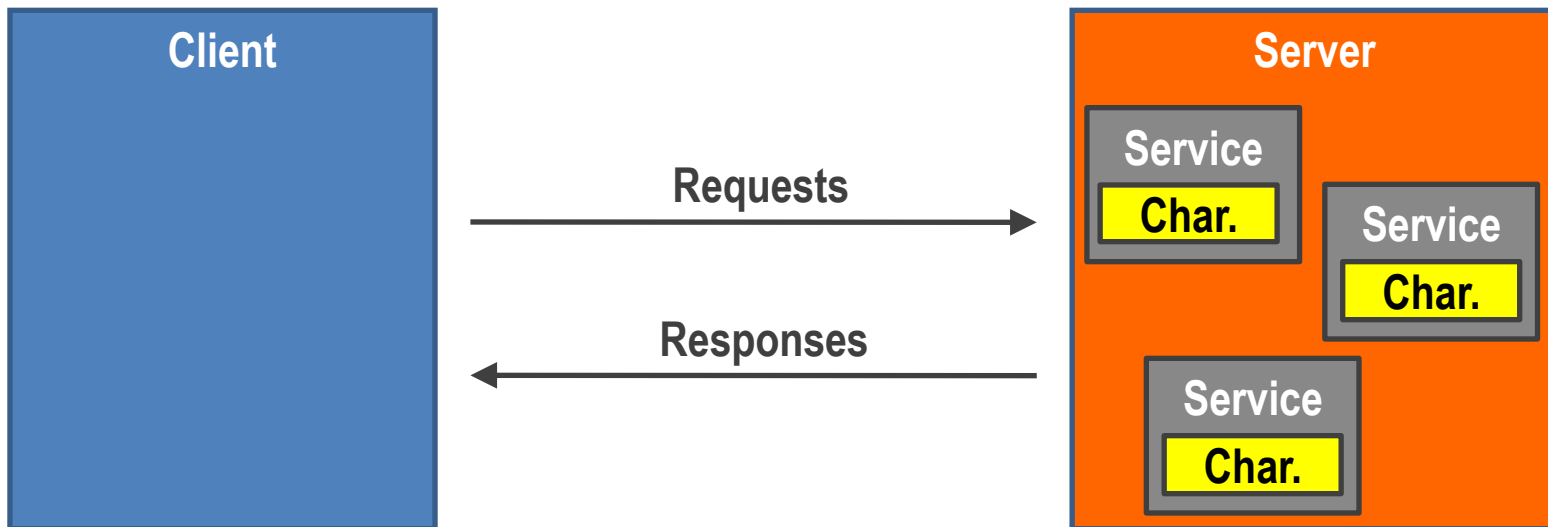 Client
Requests
Responses
Server
Service
Char.
Service
Char.
Service
Char.